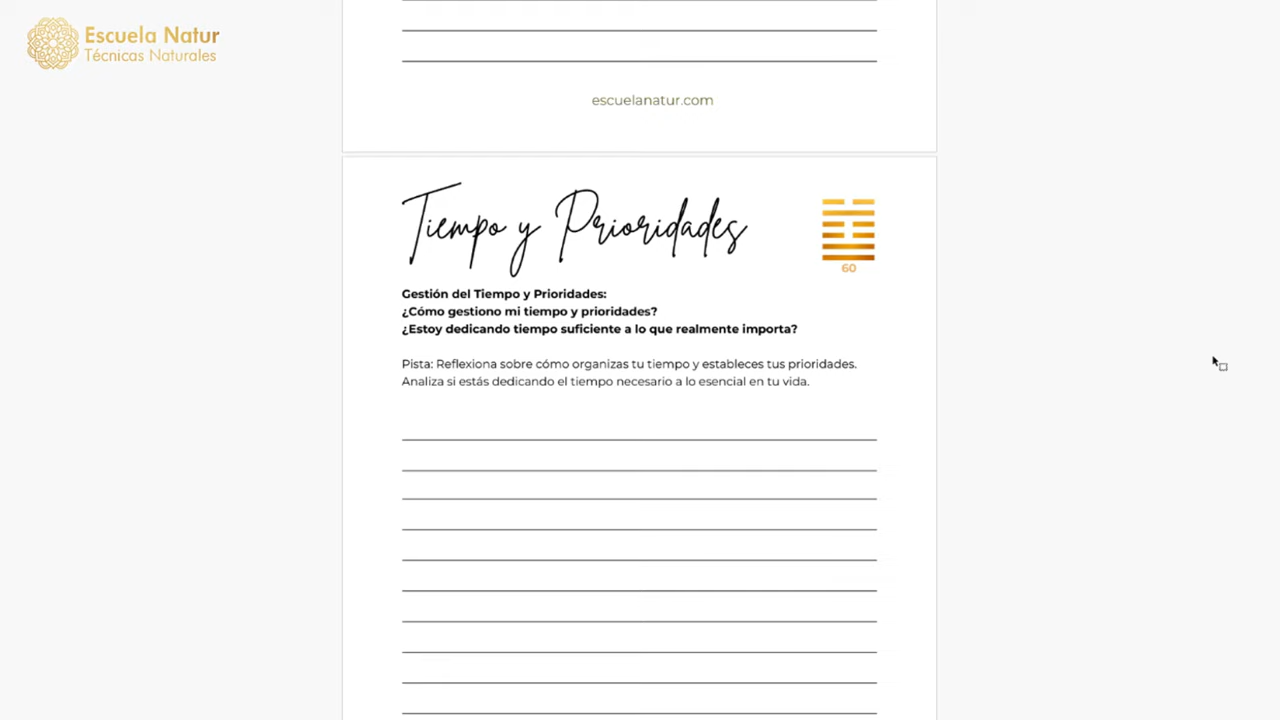 Escuela Natur
Técnicas Naturales
escuelanatur.com
Tiempo y Prioridades
60
Gestión del Tiempo y Prioridades:
¿Cómo gestiono mi tiempo y prioridades?
¿Estoy dedicando tiempo suficiente a lo que realmente importa?
Pista: Reflexiona sobre cómo organizas tu tiempo y estableces tus prioridades.
Analiza si estás dedicando el tiempo necesario a lo esencial en tu vida.